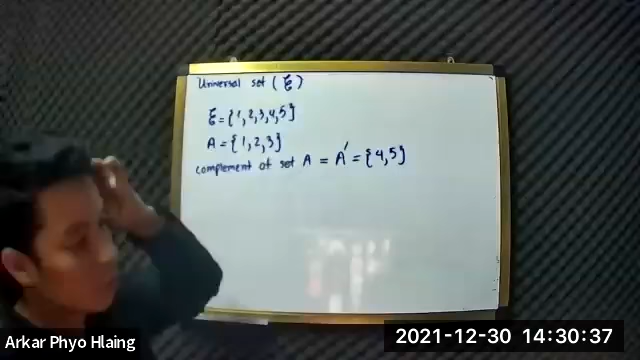 Universal set (ξ)
ξ = {1,2,3,4,5}
A = {1,2,3}
complement of set A = A' = {4,5}
Arkar Phyo Hlaing
2021-12-30 14:30:37